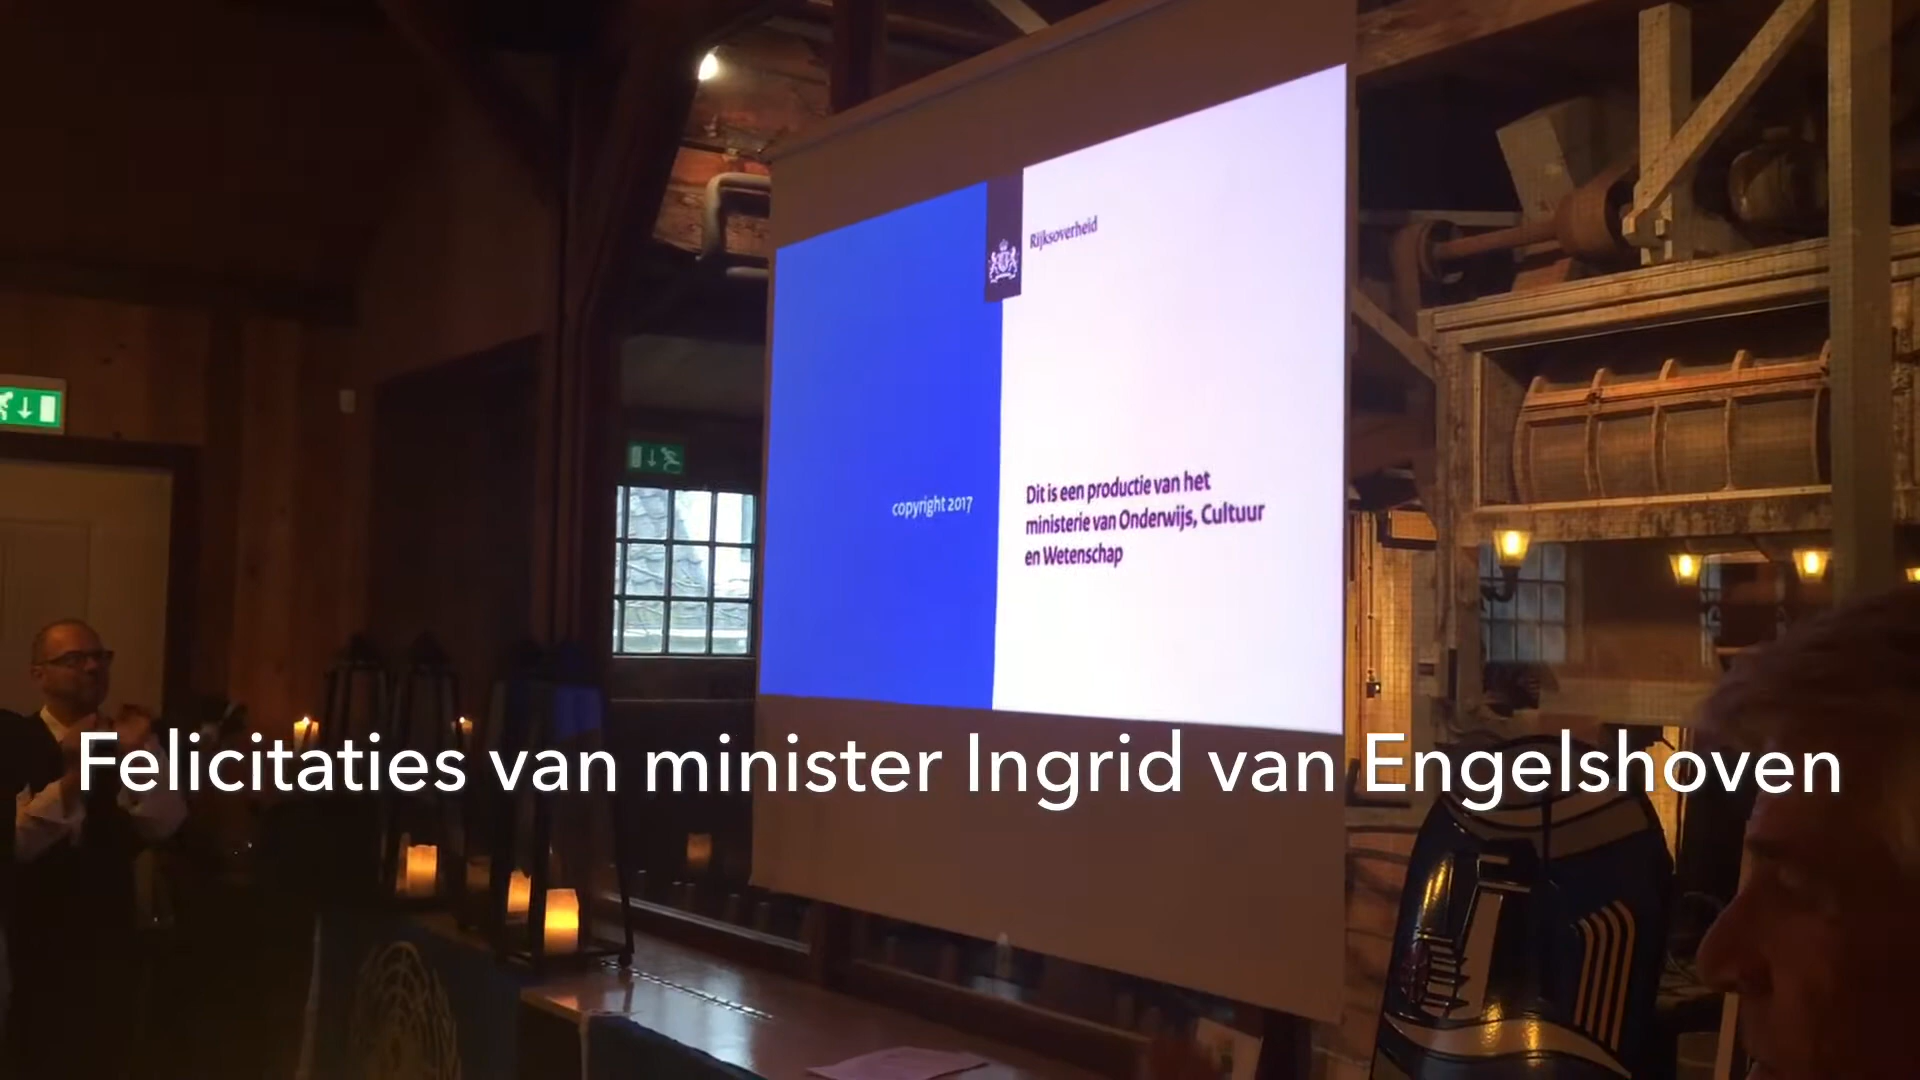 Rijksoverheid
copyright 2017
Dit is een productie van het
ministerie van Onderwijs, Cultuur
en Wetenschap
Felicitaties van minister Ingrid van Engelshoven